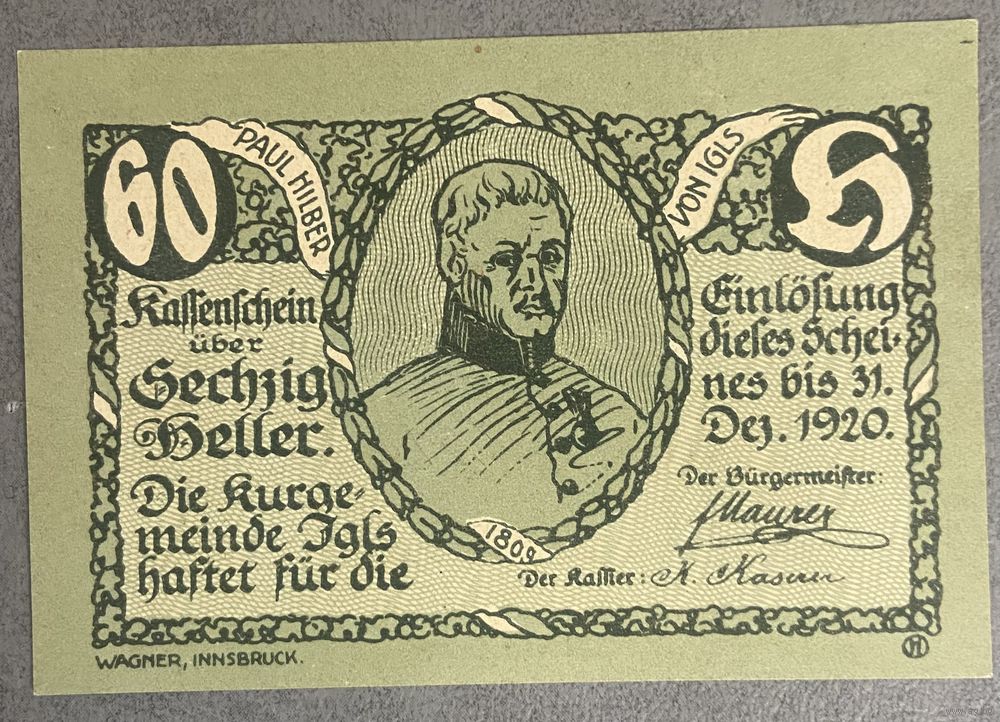 60
PAUL HILBER
VON IGLS
H
Kassenschein
über
Sechzig
Heller.
Die Kurge-
meinde Igls
haftet für die
Einlösung
dieses Schei-
nes bis 31.
Dez. 1920.
Der Bürgermeister:
Maurer
1809
Der Kassier: A. Kaserer
WAGNER, INNSBRUCK.